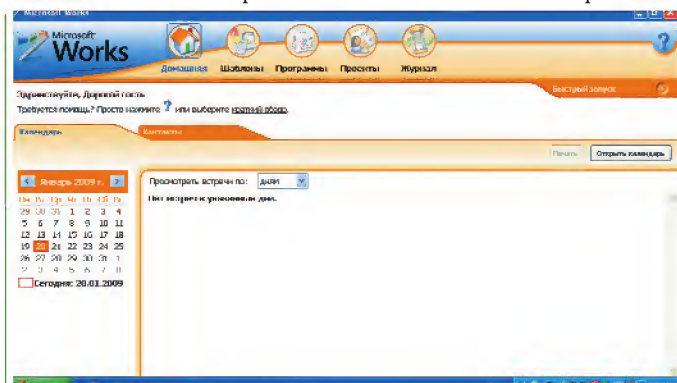 Microsoft Works
Microsoft
Works
Домашняя Шаблоны Программы Проекты Журнал
?
Здравствуйте, Дорогой гость
Быстрый запуск
Требуется помощь? Просто нажмите ? или выберите краткий обзор.
Календарь Контакты
Печать Открыть календарь
Январь 2009 г.
Просмотреть встречи по: дням
Пн Вт Ср Чт Пт Сб Вс
Нет встреч в указанные дни.
29 30 31 1 2 3 4
5 6 7 8 9 10 11
12 13 14 15 16 17 18
19 20 21 22 23 24 25
26 27 28 29 30 31 1
2 3 4 5 6 7 8
Сегодня: 20.01.2009